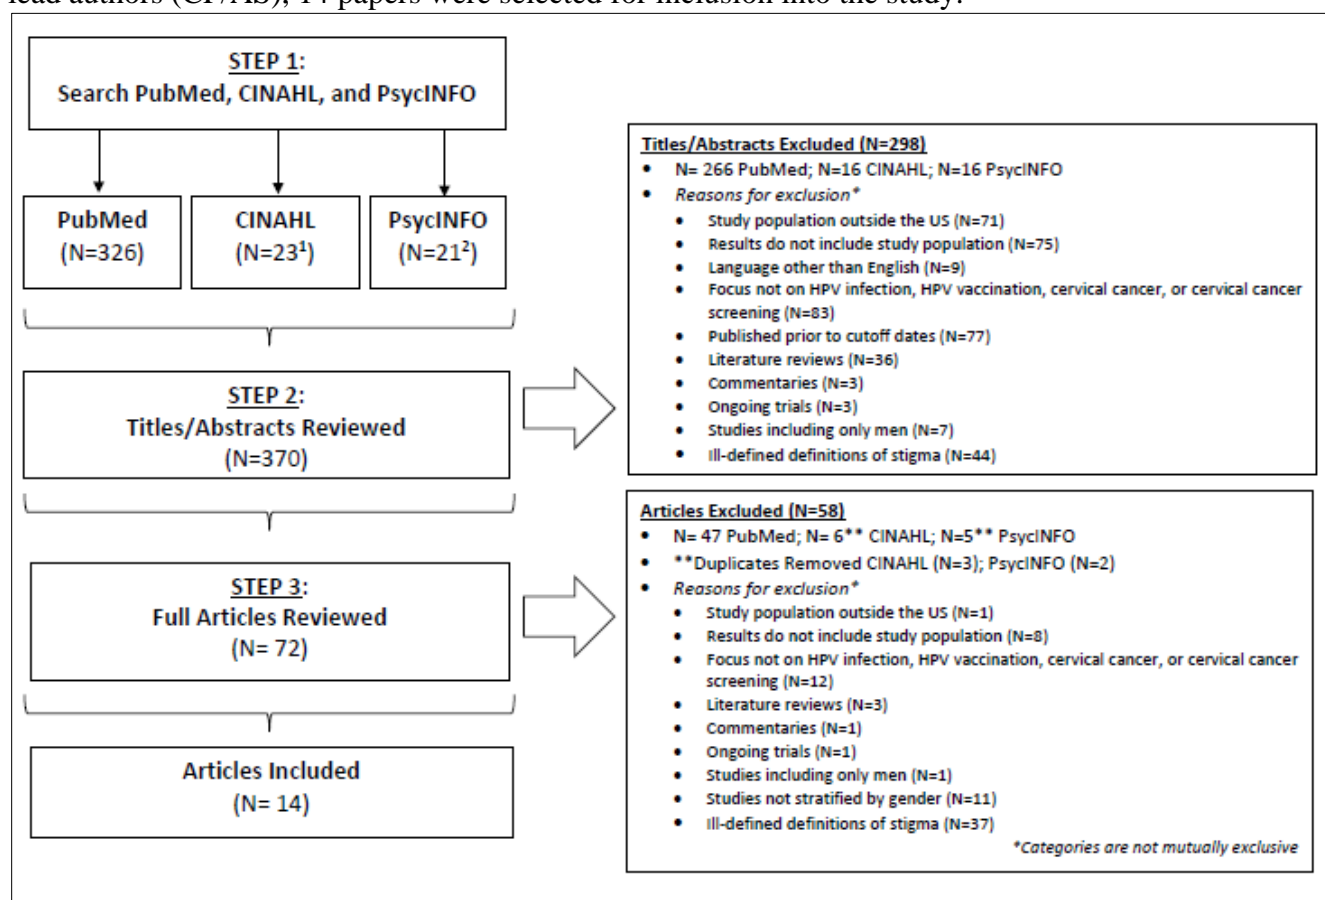 lead authors (CF/AS), 14 papers were selected for inclusion into the study.
STEP 1:
Search PubMed, CINAHL, and PsycINFO
PubMed
(N=326)
CINAHL
(N=23¹)
PsycINFO
(N=21²)
STEP 2:
Titles/Abstracts Reviewed
(N=370)
Titles/Abstracts Excluded (N=298)
• N= 266 PubMed; N=16 CINAHL; N=16 PsycINFO
• Reasons for exclusion*
• Study population outside the US (N=71)
• Results do not include study population (N=75)
• Language other than English (N=9)
• Focus not on HPV infection, HPV vaccination, cervical cancer, or cervical cancer
screening (N=83)
• Published prior to cutoff dates (N=77)
• Literature reviews (N=36)
• Commentaries (N=3)
• Ongoing trials (N=3)
• Studies including only men (N=7)
• Ill-defined definitions of stigma (N=44)
STEP 3:
Full Articles Reviewed
(N= 72)
Articles Excluded (N=58)
• N= 47 PubMed; N= 6** CINAHL; N=5** PsycINFO
• **Duplicates Removed CINAHL (N=3); PsycINFO (N=2)
• Reasons for exclusion*
• Study population outside the US (N=1)
• Results do not include study population (N=8)
• Focus not on HPV infection, HPV vaccination, cervical cancer, or cervical cancer
screening (N=12)
• Literature reviews (N=3)
• Commentaries (N=1)
• Ongoing trials (N=1)
• Studies including only men (N=1)
• Studies not stratified by gender (N=11)
• Ill-defined definitions of stigma (N=37)
*Categories are not mutually exclusive
Articles Included
(N= 14)